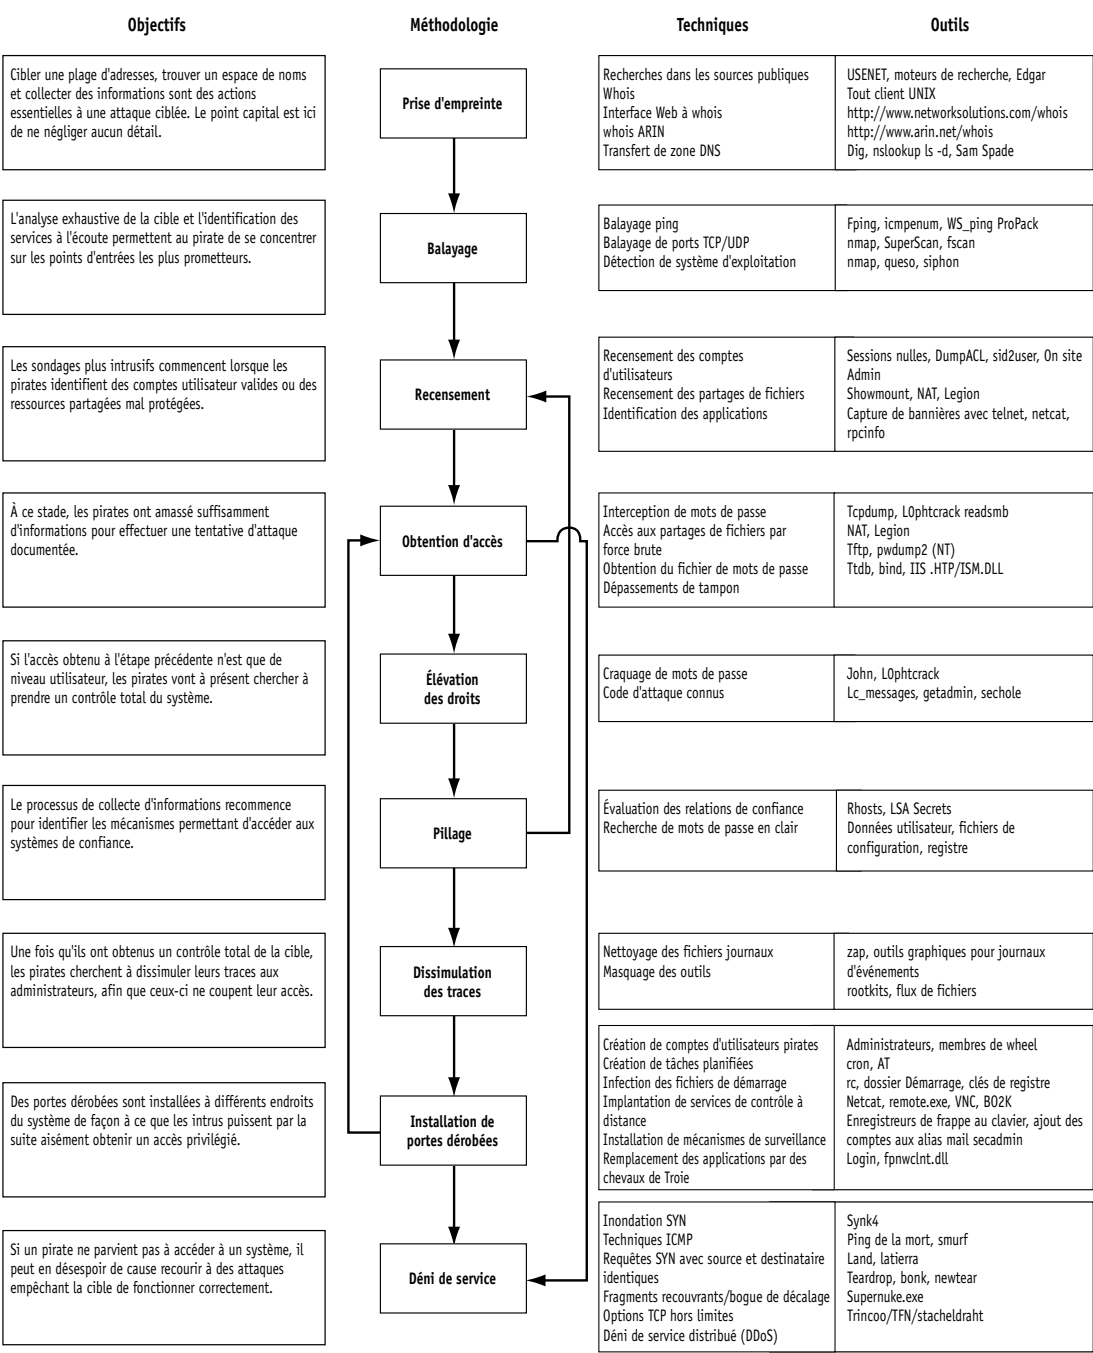 Objectifs
Méthodologie
Techniques
Outils
Cibler une plage d'adresses, trouver un espace de noms
et collecter des informations sont des actions
essentielles à une attaque ciblée. Le point capital est ici
de ne négliger aucun détail.
Prise d'empreinte
Recherches dans les sources publiques
Whois
Interface Web à whois
whois ARIN
Transfert de zone DNS
USENET, moteurs de recherche, Edgar
Tout client UNIX
http://www.networksolutions.com/whois
http://www.arin.net/whois
Dig, nslookup ls -d, Sam Spade
L'analyse exhaustive de la cible et l'identification des
services à l'écoute permettent au pirate de se concentrer
sur les points d'entrées les plus prometteurs.
Balayage
Balayage ping
Balayage de ports TCP/UDP
Détection de système d'exploitation
Fping, icmpenum, WS_ping ProPack
nmap, SuperScan, fscan
nmap, queso, siphon
Les sondages plus intrusifs commencent lorsque les
pirates identifient des comptes utilisateur valides ou des
ressources partagées mal protégées.
Recensement
Recensement des comptes
d'utilisateurs
Recensement des partages de fichiers
Identification des applications
Sessions nulles, DumpACL, sid2user, On site
Admin
Showmount, NAT, Legion
Capture de bannières avec telnet, netcat,
rpcinfo
À ce stade, les pirates ont amassé suffisamment
d'informations pour effectuer une tentative d'attaque
documentée.
Obtention d'accès
Interception de mots de passe
Accès aux partages de fichiers par
force brute
Obtention du fichier de mots de passe
Dépassements de tampon
Tcpdump, L0phtcrack readsmb
NAT, Legion
Tftp, pwdump2 (NT)
Ttdb, bind, IIS .HTP/ISM.DLL
Si l'accès obtenu à l'étape précédente n'est que de
niveau utilisateur, les pirates vont à présent chercher à
prendre un contrôle total du système.
Élévation
des droits
Craquage de mots de passe
Code d'attaque connus
John, L0phtcrack
Lc_messages, getadmin, sechole
Le processus de collecte d'informations recommence
pour identifier les mécanismes permettant d'accéder aux
systèmes de confiance.
Pillage
Évaluation des relations de confiance
Recherche de mots de passe en clair
Rhosts, LSA Secrets
Données utilisateur, fichiers de
configuration, registre
Une fois qu'ils ont obtenus un contrôle total de la cible,
les pirates cherchent à dissimuler leurs traces aux
administrateurs, afin que ceux-ci ne coupent leur accès.
Dissimulation
des traces
Nettoyage des fichiers journaux
Masquage des outils
zap, outils graphiques pour journaux
d'événements
rootkits, flux de fichiers
Des portes dérobées sont installées à différents endroits
du système de façon à ce que les intrus puissent par la
suite aisément obtenir un accès privilégié.
Installation de
portes dérobées
Création de comptes d'utilisateurs pirates
Création de tâches planifiées
Infection des fichiers de démarrage
Implantation de services de contrôle à
distance
Installation de mécanismes de surveillance
Remplacement des applications par des
chevaux de Troie
Administrateurs, membres de wheel
cron, AT
rc, dossier Démarrage, clés de registre
Netcat, remote.exe, VNC, BO2K
Enregistreurs de frappe au clavier, ajout des
comptes aux alias mail secadmin
Login, fpnwclnt.dll
Si un pirate ne parvient pas à accéder à un système, il
peut en désespoir de cause recourir à des attaques
empêchant la cible de fonctionner correctement.
Déni de service
Inondation SYN
Techniques ICMP
Requêtes SYN avec source et destinataire
identiques
Fragments recouvrants/bogue de décalage
Options TCP hors limites
Déni de service distribué (DDoS)
Synk4
Ping de la mort, smurf
Land, latierra
Teardrop, bonk, newtear
Supernuke.exe
Trincoo/TFN/stacheldraht